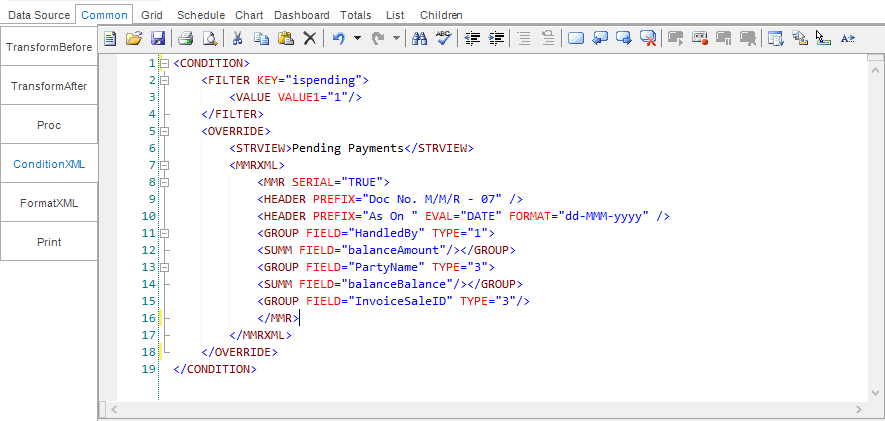 Data Source Common Grid Schedule Chart Dashboard Totals List Children
TransformBefore
TransformAfter
Proc
ConditionXML
FormatXML
Print
ABC
A
1 <CONDITION>
2 <FILTER KEY="ispending">
3 <VALUE VALUE1="1"/>
4 </FILTER>
5 <OVERRIDE>
6 <STRVIEW>Pending Payments</STRVIEW>
7 <MMRXML>
8 <MMR SERIAL="TRUE">
9 <HEADER PREFIX="Doc No. M/M/R - 07" />
10 <HEADER PREFIX="As On " EVAL="DATE" FORMAT="dd-MMM-yyyy" />
11 <GROUP FIELD="HandledBy" TYPE="1">
12 <SUMM FIELD="balanceAmount"/></GROUP>
13 <GROUP FIELD="PartyName" TYPE="3">
14 <SUMM FIELD="balanceBalance"/></GROUP>
15 <GROUP FIELD="InvoiceSaleID" TYPE="3"/>
16 </MMR>
17 </MMRXML>
18 </OVERRIDE>
19 </CONDITION>